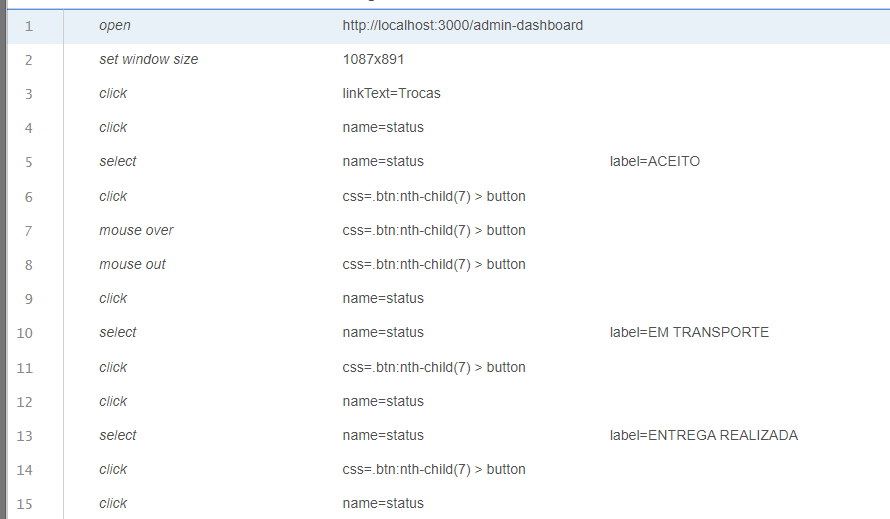 1 open http://localhost:3000/admin-dashboard
2 set window size 1087x891
3 click linkText=Trocas
4 click name=status
5 select name=status label=ACEITO
6 click css=.btn:nth-child(7) > button
7 mouse over css=.btn:nth-child(7) > button
8 mouse out css=.btn:nth-child(7) > button
9 click name=status
10 select name=status label=EM TRANSPORTE
11 click css=.btn:nth-child(7) > button
12 click name=status
13 select name=status label=ENTREGA REALIZADA
14 click css=.btn:nth-child(7) > button
15 click name=status